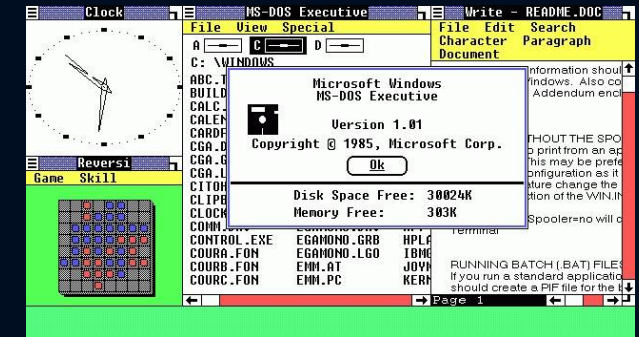 Clock
MS-DOS Executive
Write - README.DOC
File View Special
File Edit Search
Character Paragraph
Document
A
C
D
C: \WINDOWS
ABC.T
BUILD
CALC.
CALEN
CARDF
CGA.D
CGA.G
CGA.L
CITOH
CLIPB
CLOCK
COMM.
CONTROL.EXE EGAMONO.GRB HPLA
COURA.FON EGAMONO.LGO IBMG
COURB.FON EMM.AT JOYM
COURC.FON EMM.PC KERN
Microsoft Windows
MS-DOS Executive
Version 1.01
Copyright © 1985, Microsoft Corp.
Ok
Disk Space Free: 30024K
Memory Free: 303K
Reversi
Game Skill
nformation shoul
indows. Also co
Addendum encl
THOUT THE SPO
print from an ap
his may be prefe
onfiguration as it
ture change the
tion of the WIN.IN
Spooler=no will d
Terminal
RUNNING BATCH (.BAT) FILES
If you run a standard applicatio
should create a PIF file for the b
Page 1